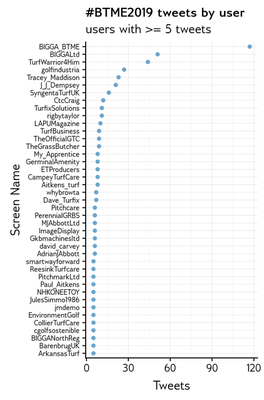 #BTME2019 tweets by user
users with >= 5 tweets
Screen Name
BIGGA_BTME
BIGGALtd
TurfWarrior4Him
golfindustria
Tracey_Maddison
J_J_Dempsey
SyngentaTurfUK
CtcCraig
TurfixSolutions
rigbytaylor
LAPUMagazine
TurfBusiness
TheOfficialGTC
TheGrassButcher
My_Apprentice
GerminalAmenity
ETProducers
CampeyTurfCare
Aitkens_turf
whybrowta
Dave_Turfix
Pitchcare
PerennialGRBS
MJAbbottLtd
ImageDisplay
Gkbmachinesltd
david_carvey
AdrianJAbbott
smartwayforward
ReesinkTurfcare
PitchmarkLtd
Paul_Aitkens
NHKONEETOY
JulesSimmo1986
jmdemo
EnvironmentGolf
CollierTurfCare
cgolfsostenible
BIGGANorthReg
BarenbrugUK
ArkansasTurf
0 30 60 90 120
Tweets